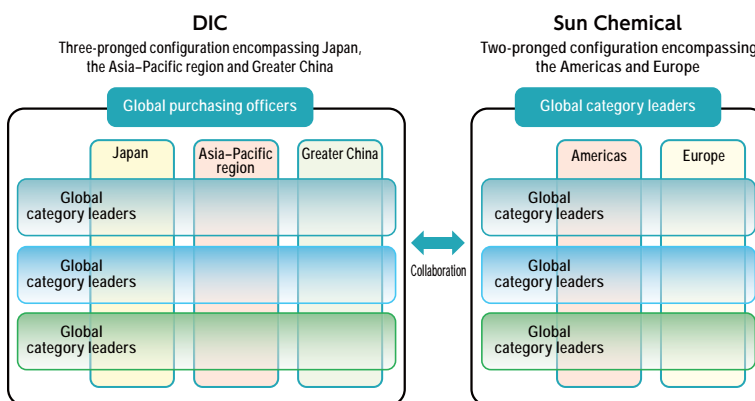 DIC
Three-pronged configuration encompassing Japan,
the Asia–Pacific region and Greater China
Global purchasing officers
Japan
Asia–Pacific
region
Greater China
Global
category leaders
Global
category leaders
Global
category leaders
Collaboration
Sun Chemical
Two-pronged configuration encompassing
the Americas and Europe
Global category leaders
Americas
Europe
Global
category leaders
Global
category leaders
Global
category leaders